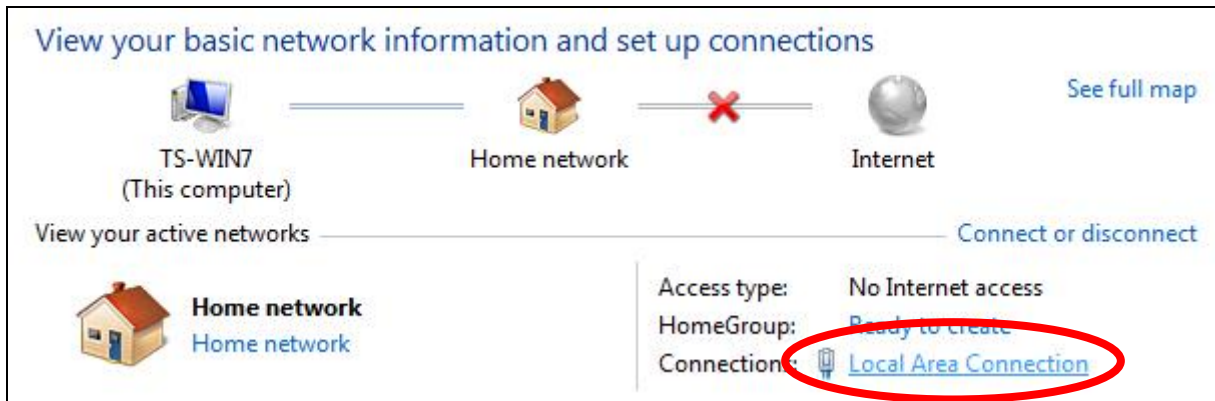 View your basic network information and set up connections
See full map
TS-WIN7
(This computer)
Home network
Internet
View your active networks
Connect or disconnect
Home network
Home network
Access type: No Internet access
HomeGroup: Ready to create
Connections: Local Area Connection